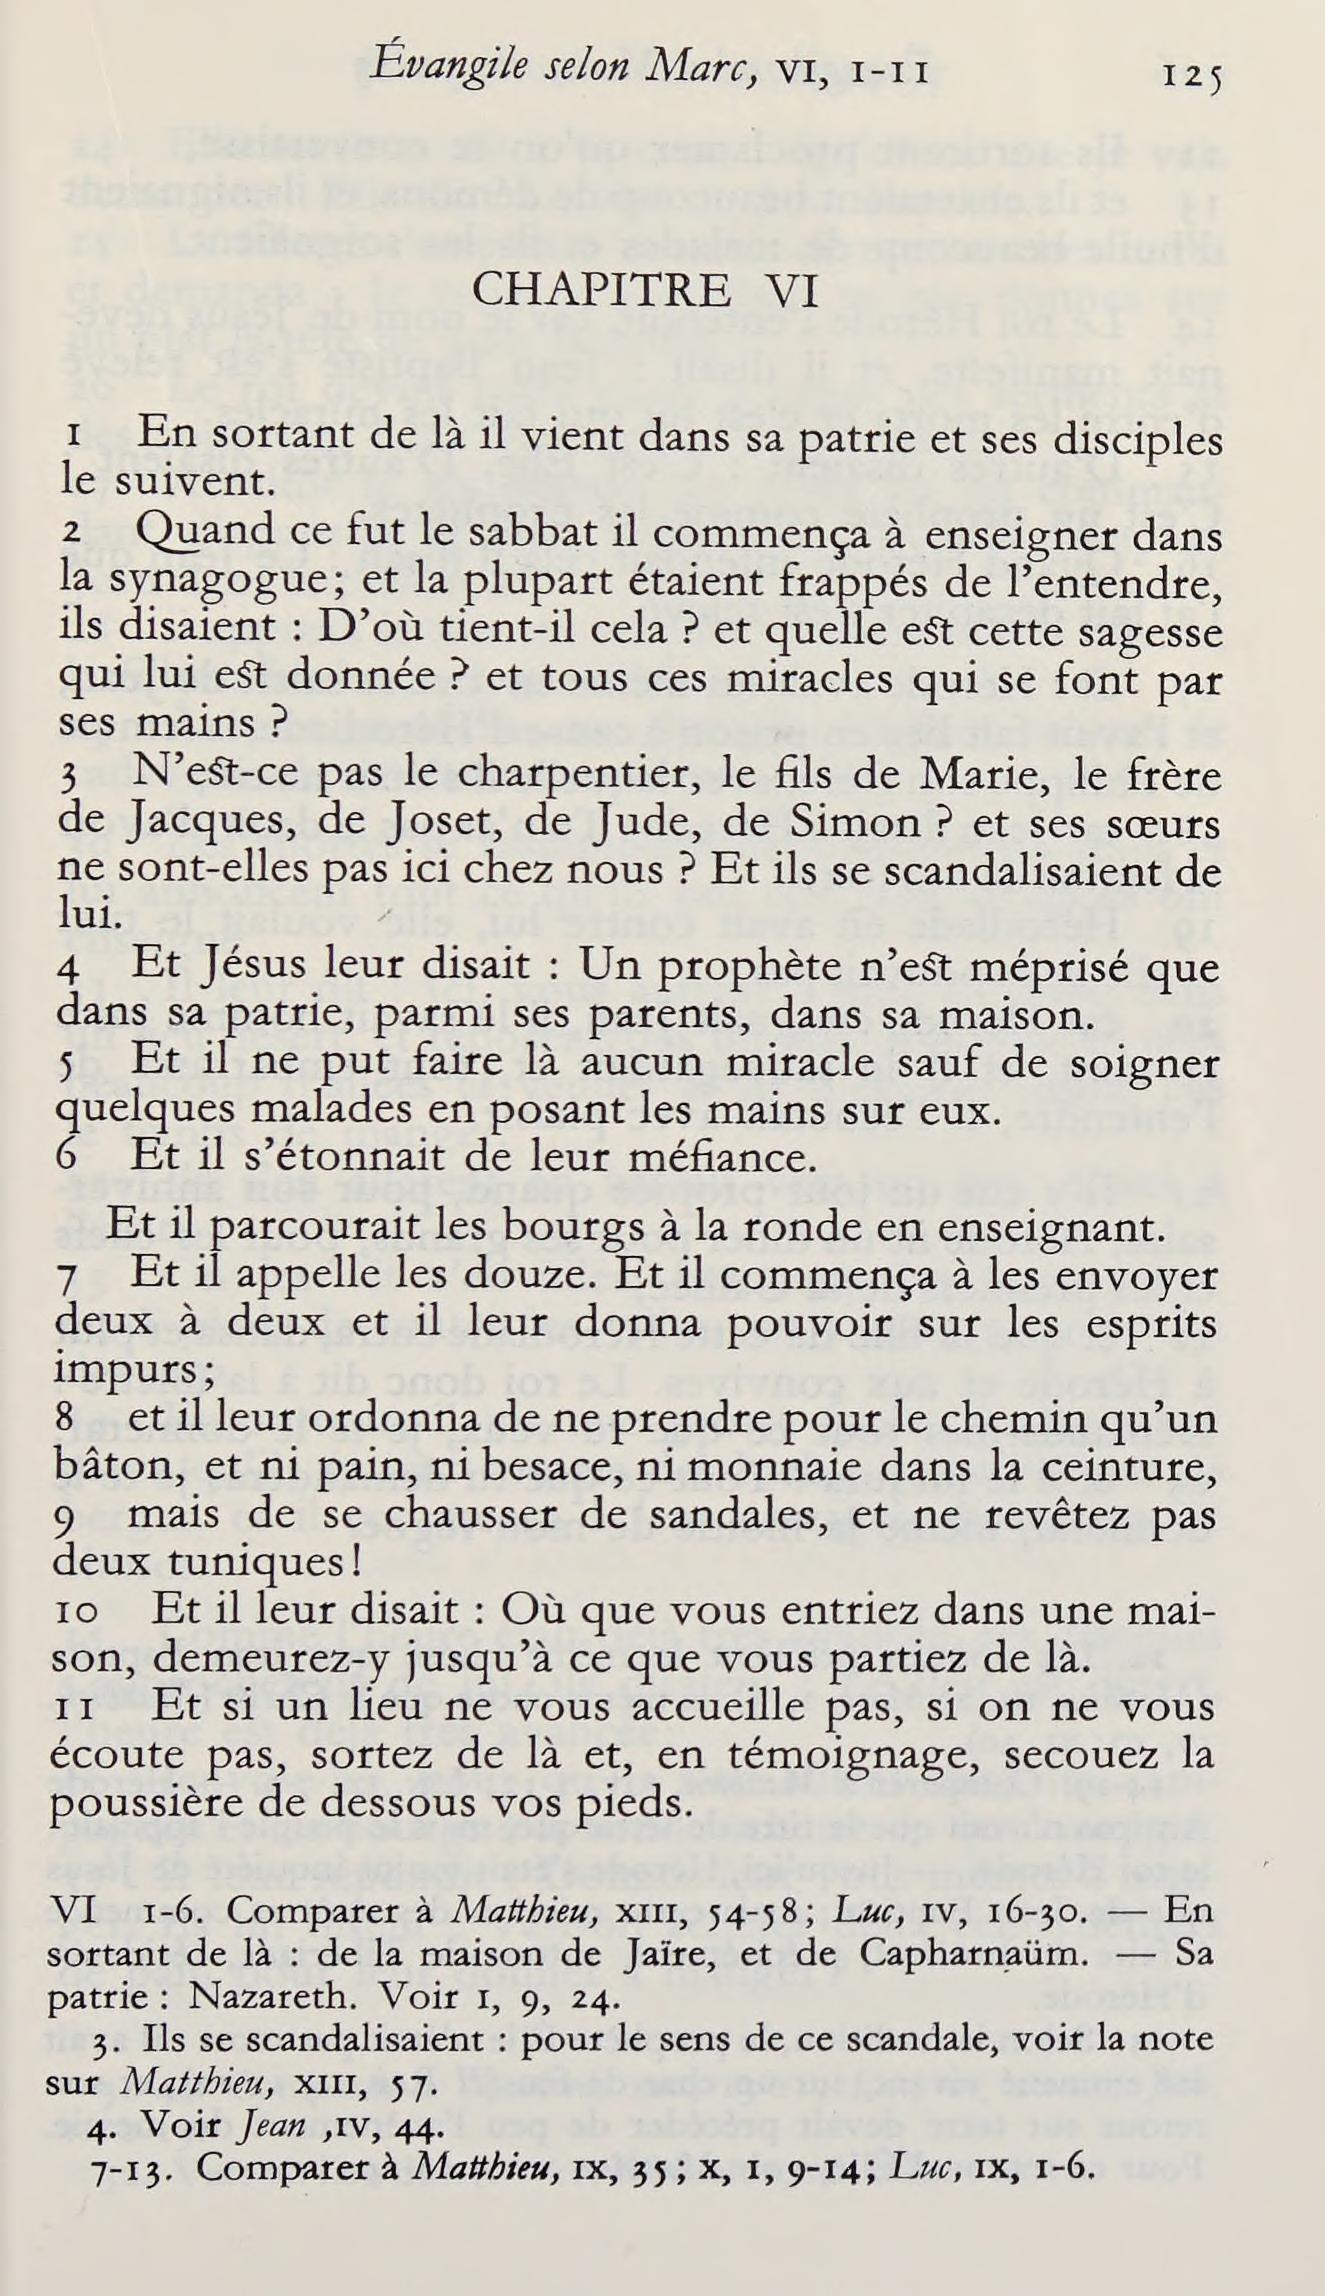 Évangile selon Marc, VI, 1-11 125
CHAPITRE VI
1 En sortant de là il vient dans sa patrie et ses disciples
le suivent.
2 Quand ce fut le sabbat il commença à enseigner dans
la synagogue; et la plupart étaient frappés de l'entendre,
ils disaient : D'où tient-il cela ? et quelle est cette sagesse
qui lui est donnée ? et tous ces miracles qui se font par
ses mains ?
3 N'est-ce pas le charpentier, le fils de Marie, le frère
de Jacques, de Joset, de Jude, de Simon ? et ses sœurs
ne sont-elles pas ici chez nous ? Et ils se scandalisaient de
lui.
4 Et Jésus leur disait : Un prophète n'est méprisé que
dans sa patrie, parmi ses parents, dans sa maison.
5 Et il ne put faire là aucun miracle sauf de soigner
quelques malades en posant les mains sur eux.
6 Et il s'étonnait de leur méfiance.
Et il parcourait les bourgs à la ronde en enseignant.
7 Et il appelle les douze. Et il commença à les envoyer
deux à deux et il leur donna pouvoir sur les esprits
impurs;
8 et il leur ordonna de ne prendre pour le chemin qu'un
bâton, et ni pain, ni besace, ni monnaie dans la ceinture,
9 mais de se chausser de sandales, et ne revêtez pas
deux tuniques!
10 Et il leur disait : Où que vous entriez dans une mai-
son, demeurez-y jusqu'à ce que vous partiez de là.
11 Et si un lieu ne vous accueille pas, si on ne vous
écoute pas, sortez de là et, en témoignage, secouez la
poussière de dessous vos pieds.
VI 1-6. Comparer à Matthieu, XIII, 54-58; Luc, IV, 16-30. — En
sortant de là : de la maison de Jaïre, et de Capharnaüm. — Sa
patrie : Nazareth. Voir 1, 9, 24.
3. Ils se scandalisaient : pour le sens de ce scandale, voir la note
sur Matthieu, XIII, 57.
4. Voir Jean ,IV, 44.
7-13. Comparer à Matthieu, IX, 35; X, 1, 9-14; Luc, IX, 1-6.